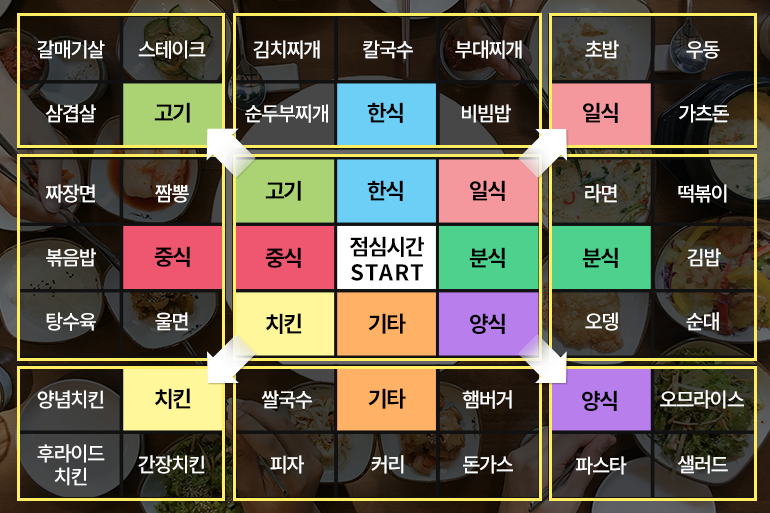 갈매기살 스테이크
삼겹살 고기
김치찌개 칼국수 부대찌개
순두부찌개 한식 비빔밥
초밥 우동
일식 가츠돈
짜장면 짬뽕
볶음밥 중식
탕수육 울면
고기 한식 일식
중식 점심시간 START 분식
치킨 기타 양식
라면 떡볶이
분식 김밥
오뎅 순대
양념치킨 치킨
후라이드 치킨 간장치킨
쌀국수 기타 햄버거
피자 커리 돈가스
양식 오므라이스
파스타 샐러드